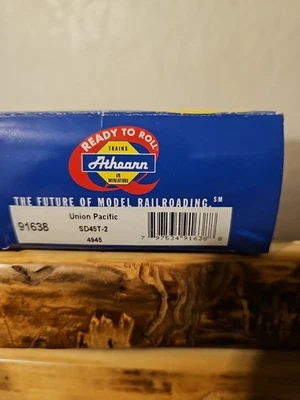 READY TO ROLL
TRAINS
Athearn
IN
MINIATURE
THE FUTURE OF MODEL RAILROADING.℠
91638
Union Pacific
SD45T-2
4945
7 97534 91638 8